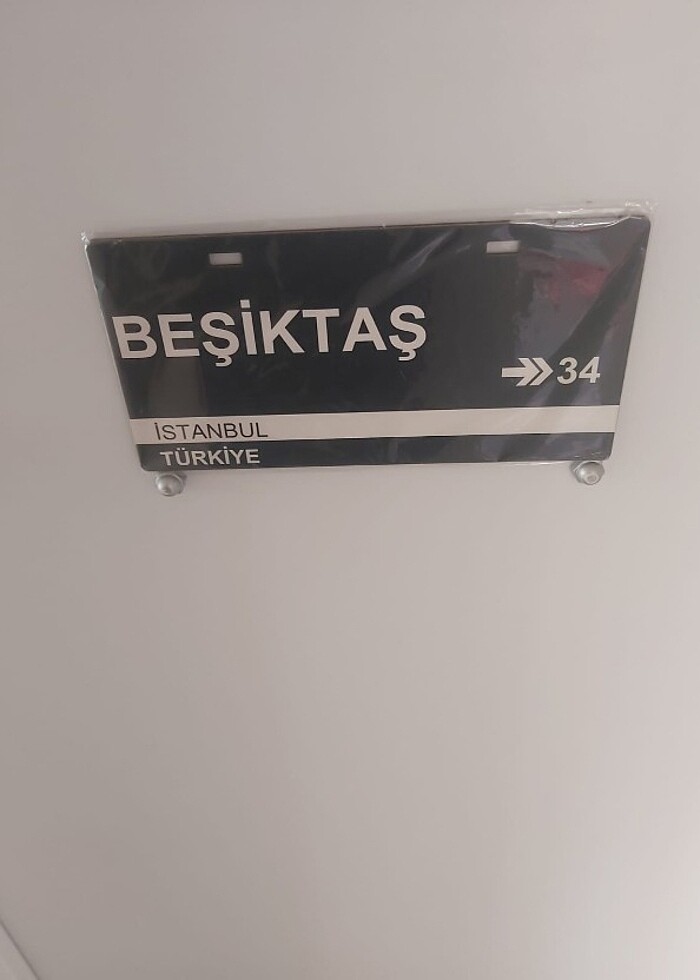 BEŞİKTAŞ
34
İSTANBUL
TÜRKİYE